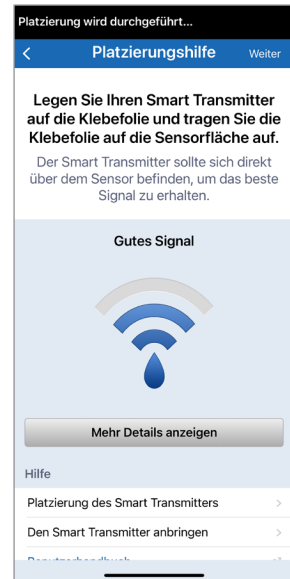 Platzierung wird durchgeführt...
Platzierungshilfe Weiter
Legen Sie Ihren Smart Transmitter
auf die Klebefolie und tragen Sie die
Klebefolie auf die Sensorfläche auf.
Der Smart Transmitter sollte sich direkt
über dem Sensor befinden, um das beste
Signal zu erhalten.
Gutes Signal
Mehr Details anzeigen
Hilfe
Platzierung des Smart Transmitters
Den Smart Transmitter anbringen